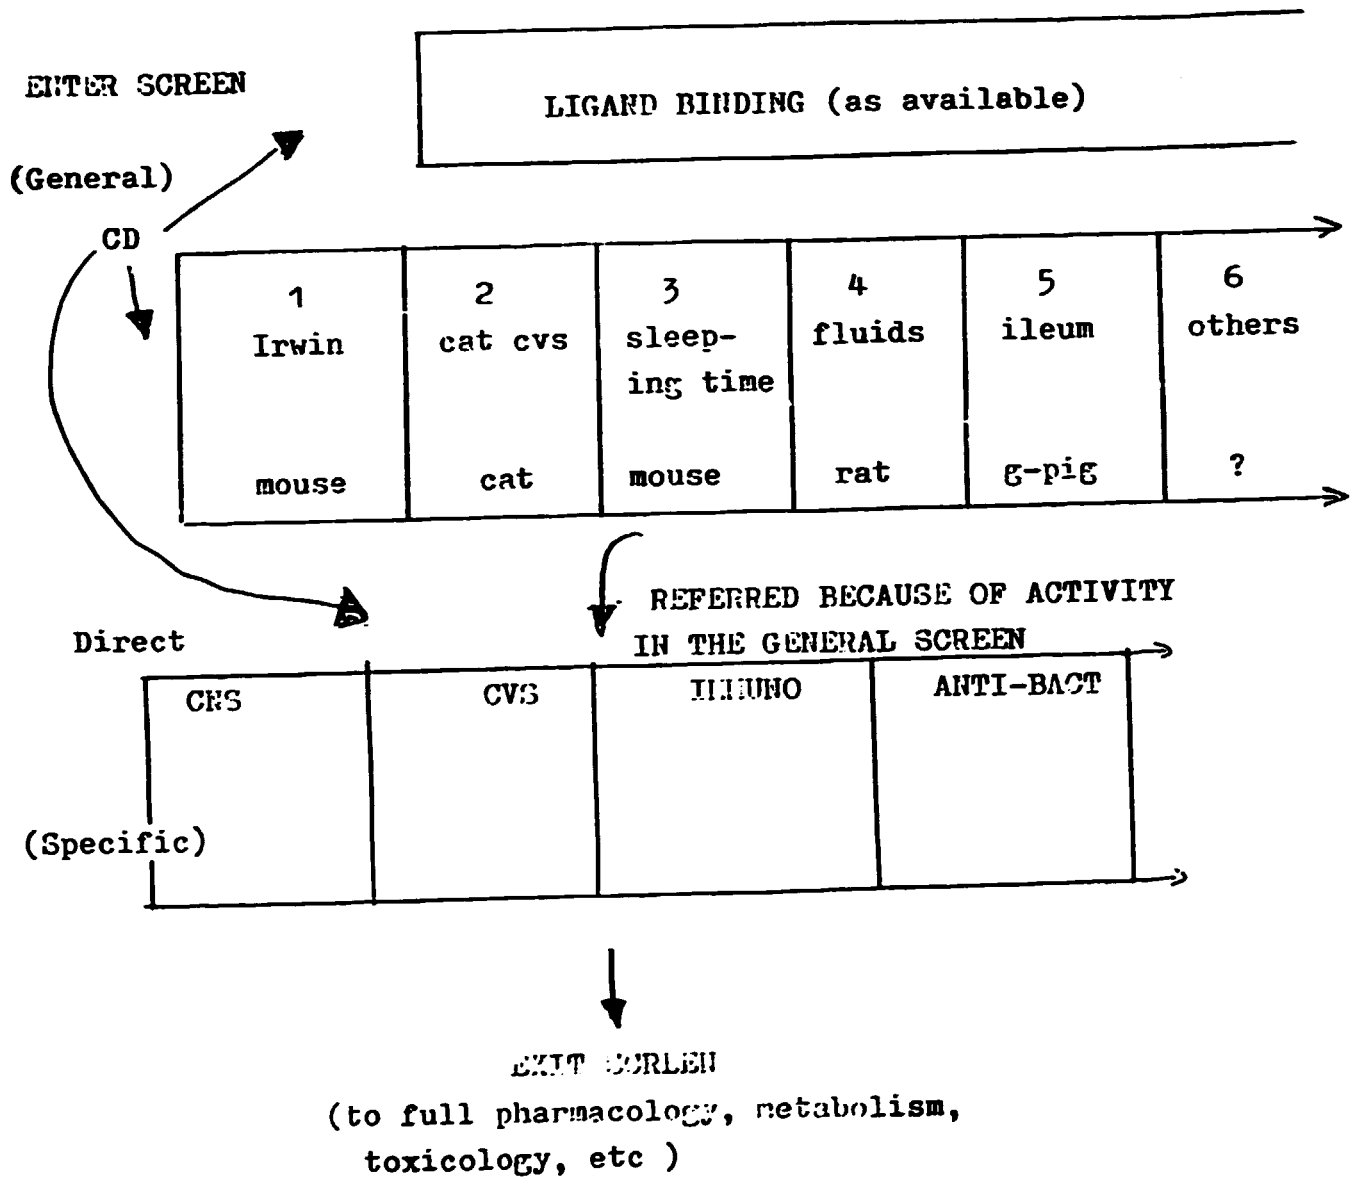 ENTER SCREEN
LIGAND BINDING (as available)
(General)
CD
1 2 3 4 5 6
Irwin cat cvs sleep- fluids ileum others
ing time
mouse cat mouse rat g-pig ?
REFERRED BECAUSE OF ACTIVITY
IN THE GENERAL SCREEN
Direct
CNS CVS IMMUNO ANTI-BACT
(Specific)
EXIT SCREEN
(to full pharmacology, metabolism,
toxicology, etc )